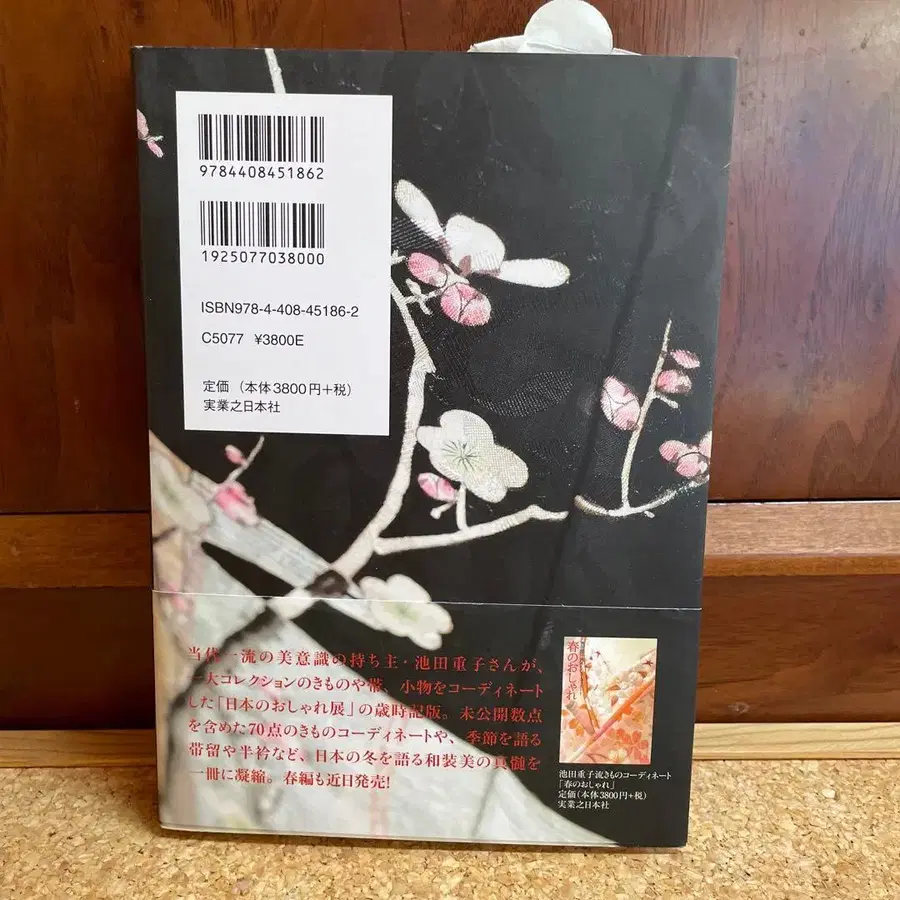 9784408451862
1925077038000
ISBN978-4-408-45186-2
C5077 ¥3800E
定価（本体3800円+税）
実業之日本社
当代一流の美意識の持ち主・池田重子さんが、
一大コレクションのきものや帯、小物をコーディネート
した「日本のおしゃれ展」の歳時記版。未公開数点
を含めた70点のきものコーディネートや、季節を語る
帯留や半衿など、日本の冬を語る和装美の真髄を
一冊に凝縮。春編も近日発売!
春のおしゃれ
池田重子流きものコーディネート
「春のおしゃれ」
定価（本体3800円+税）
実業之日本社